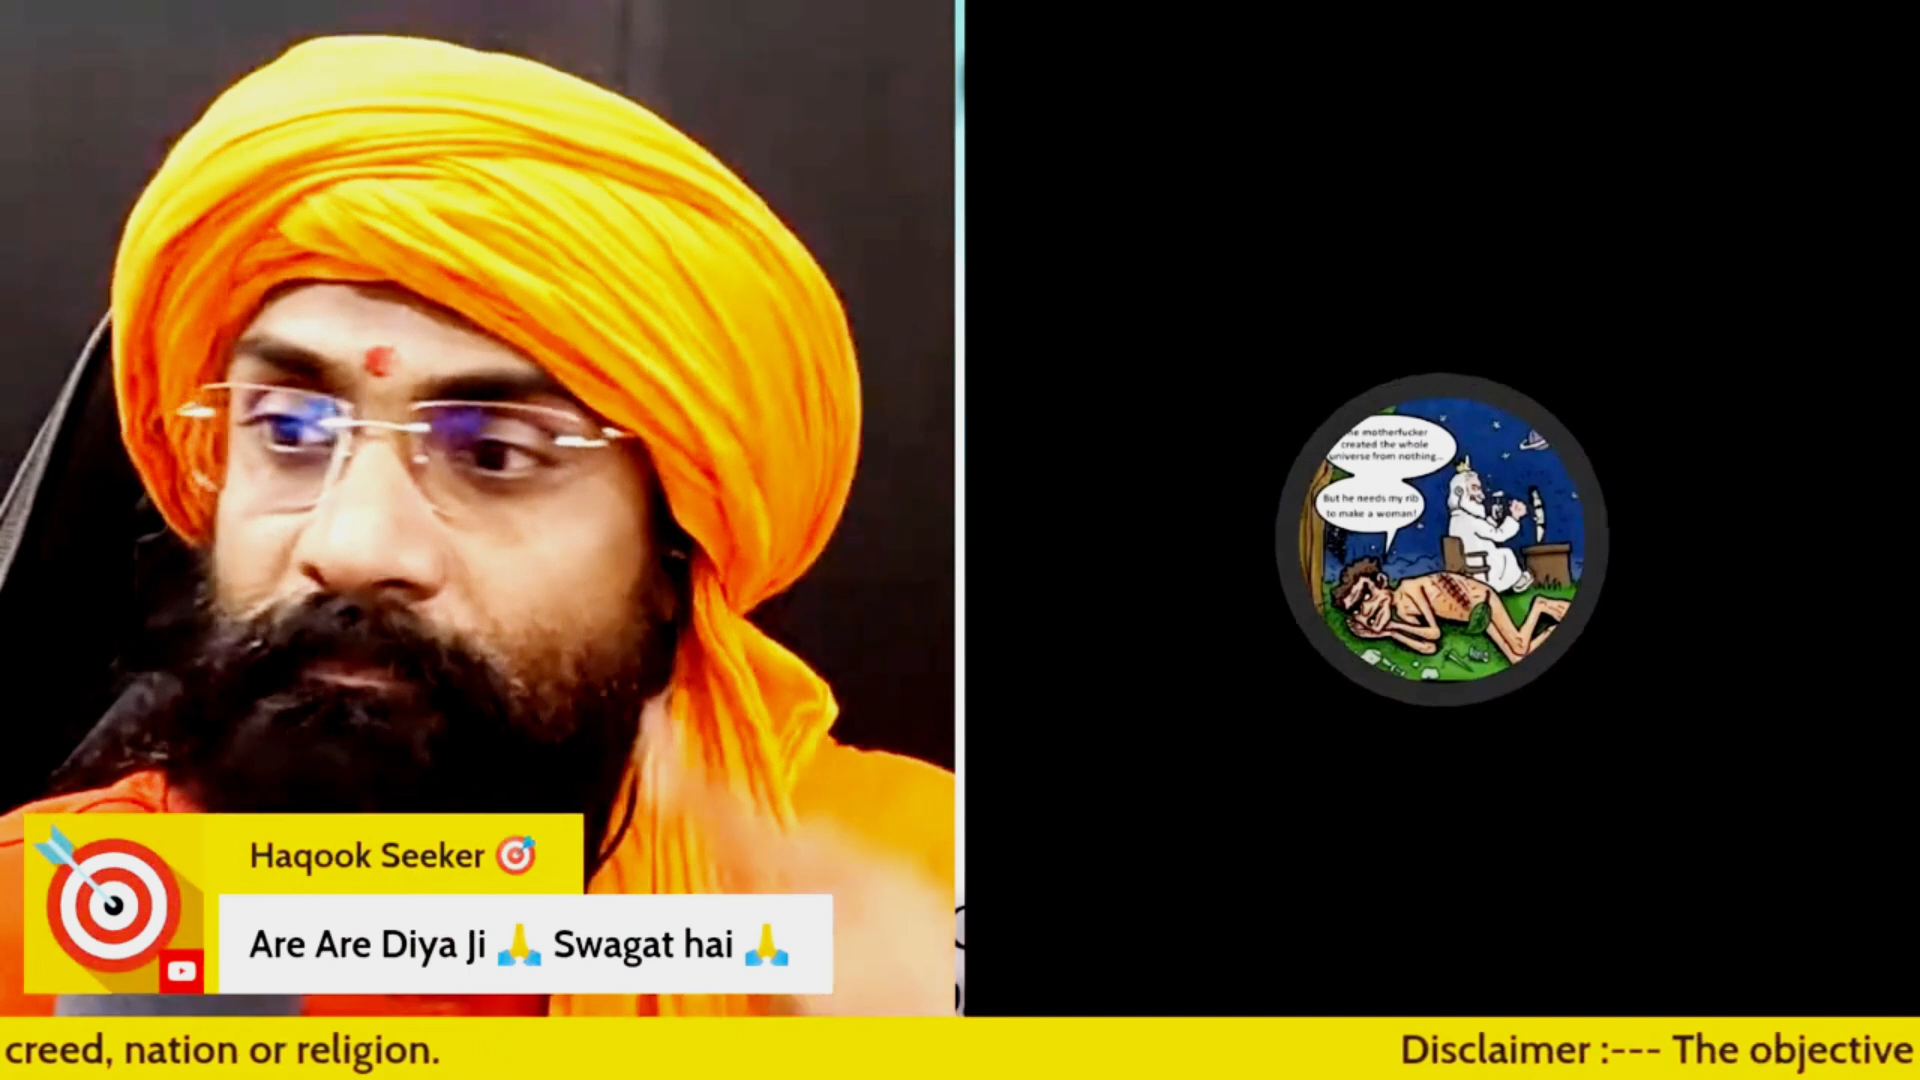 he motherfucker
created the whole
universe from nothing...
But he needs my rib
to make a woman!
Haqook Seeker 🎯
Are Are Diya Ji 🙏 Swagat hai 🙏
creed, nation or religion.
Disclaimer :--- The objective